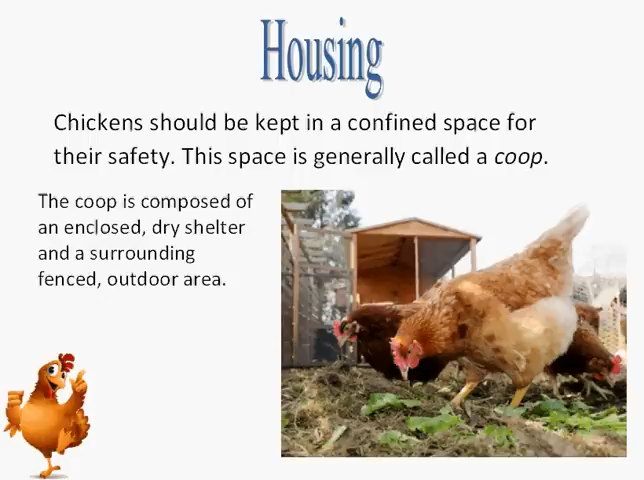 Housing
Chickens should be kept in a confined space for
their safety. This space is generally called a coop.
The coop is composed of
an enclosed, dry shelter
and a surrounding
fenced, outdoor area.